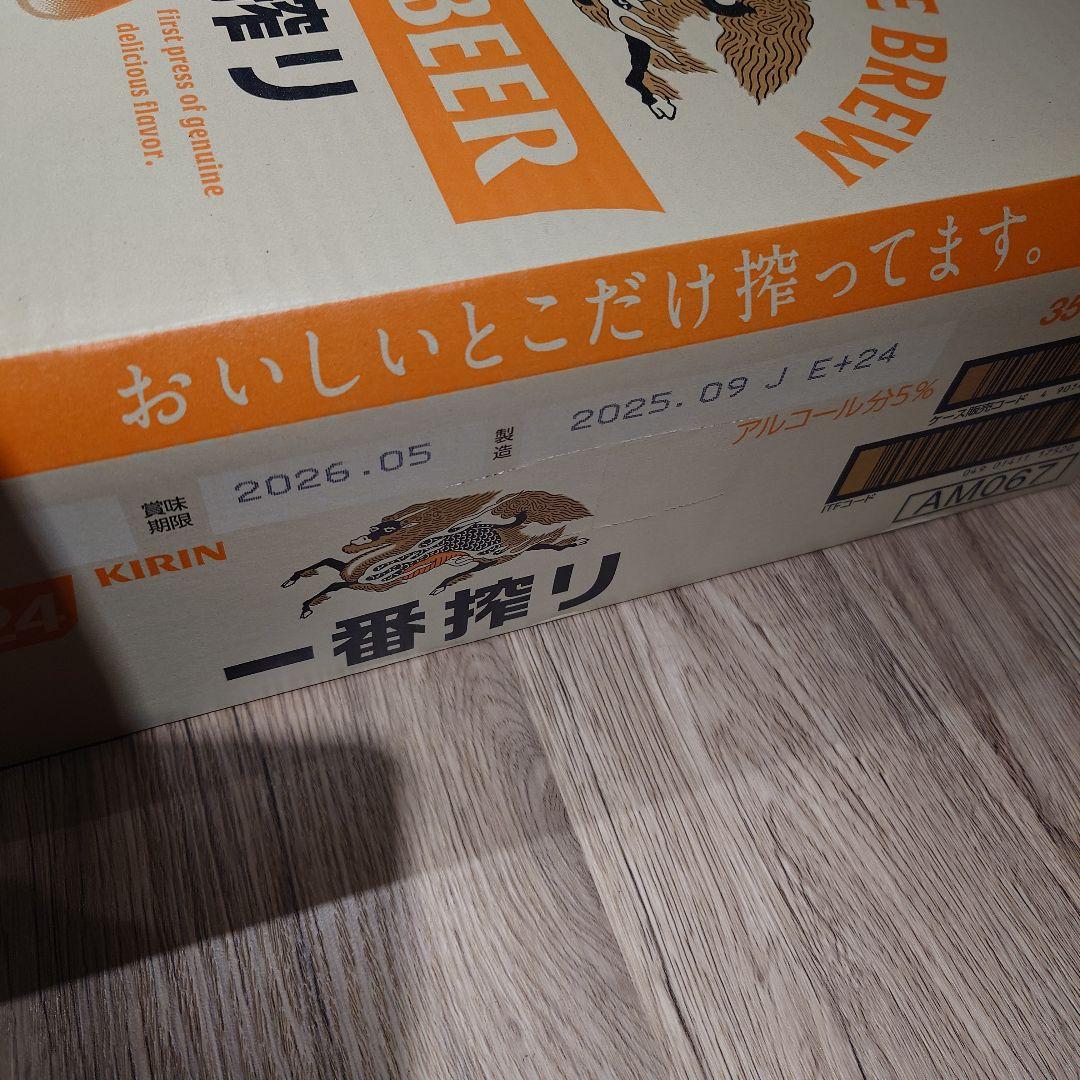 first press of genuine
delicious flavor.
搾り
BEER
BREW
おいしいとこだけ搾ってます。
賞味
期限
2026.05
製造
2025.09 J E+24
アルコール分5%
35
ケース販売コード 4 901
ITFコード
AM067
24
KIRIN
一番搾り